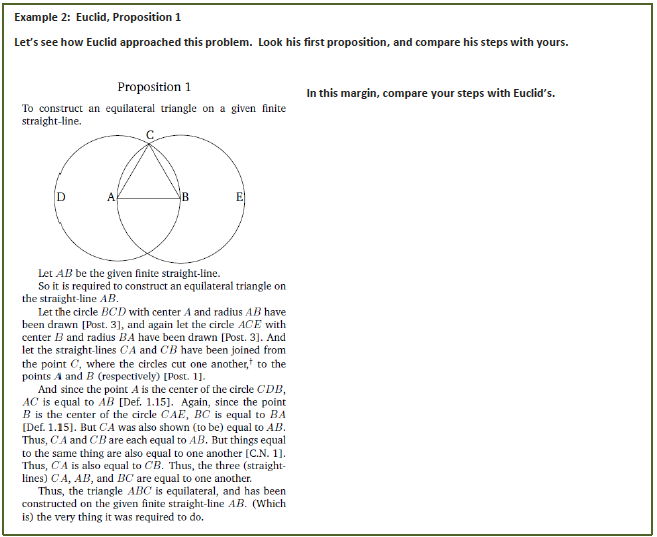 Example 2:  Euclid, Proposition 1
Let's see how Euclid approached this problem.  Look his first proposition, and compare his steps with yours.
Proposition 1
To construct an equilateral triangle on a given finite
straight-line.
In this margin, compare your steps with Euclid's.
C
D
A
B
E
Let AB be the given finite straight-line.
So it is required to construct an equilateral triangle on
the straight-line AB.
Let the circle BCD with center A and radius AB have
been drawn [Post. 3], and again let the circle ACE with
center B and radius BA have been drawn [Post. 3]. And
let the straight-lines CA and CB have been joined from
the point C, where the circles cut one another,† to the
points A and B (respectively) [Post. 1].
And since the point A is the center of the circle CDB,
AC is equal to AB [Def. 1.15]. Again, since the point
B is the center of the circle CAE, BC is equal to BA
[Def. 1.15]. But CA was also shown (to be) equal to AB.
Thus, CA and CB are each equal to AB. But things equal
to the same thing are also equal to one another [C.N. 1].
Thus, CA is also equal to CB. Thus, the three (straight-
lines) CA, AB, and BC are equal to one another.
Thus, the triangle ABC is equilateral, and has been
constructed on the given finite straight-line AB. (Which
is) the very thing it was required to do.